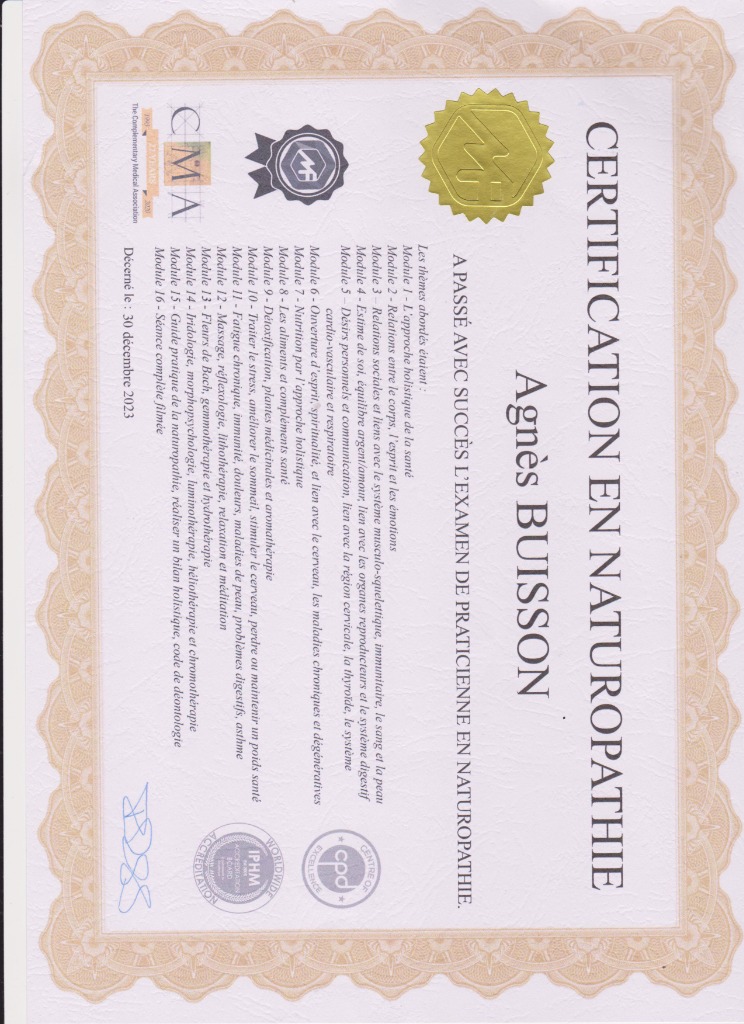 CERTIFICATION EN NATUROPATHIE
Agnès BUISSON
A PASSÉ AVEC SUCCÈS L'EXAMEN DE PRATICIENNE EN NATUROPATHIE.
Les thèmes abordés étaient :
Module 1 - L'approche holistique de la santé
Module 2 - Relations entre le corps, l'esprit et les émotions
Module 3 – Relations sociales et liens avec le système musculo-squelettique, immunitaire, le sang et la peau
Module 4 - Estime de soi, équilibre argent/amour, lien avec les organes reproducteurs et le système digestif
Module 5 – Désirs personnels et communication, lien avec la région cervicale, la thyroïde, le système
cardio-vasculaire et respiratoire
Module 6 - Ouverture d'esprit, spiritualité, et lien avec le cerveau, les maladies chroniques et dégénératives
Module 7 - Nutrition par l'approche holistique
Module 8 - Les aliments et compléments santé
Module 9 - Détoxification, plantes médicinales et aromathérapie
Module 10 - Traiter le stress, améliorer le sommeil, stimuler le cerveau, perdre ou maintenir un poids santé
Module 11 - Fatigue chronique, immunité, douleurs, maladies de peau, problèmes digestifs, asthme
Module 12 - Massage, réflexologie, lithothérapie, relaxation et méditation
Module 13 - Fleurs de Bach, gemmothérapie et hydrothérapie
Module 14 - Iridologie, morphopsychologie, luminothérapie, héliothérapie et chromothérapie
Module 15 - Guide pratique de la naturopathie, réaliser un bilan holistique, code de déontologie
Module 16 - Séance complète filmée
Décerné le : 30 décembre 2023
MF
CMA
The Complementary Medical Association
CENTRE OF
cpd
EXCELLENCE
WORLDWIDE
IPHM
ACCREDITATION
BOARD
ACCREDITATION